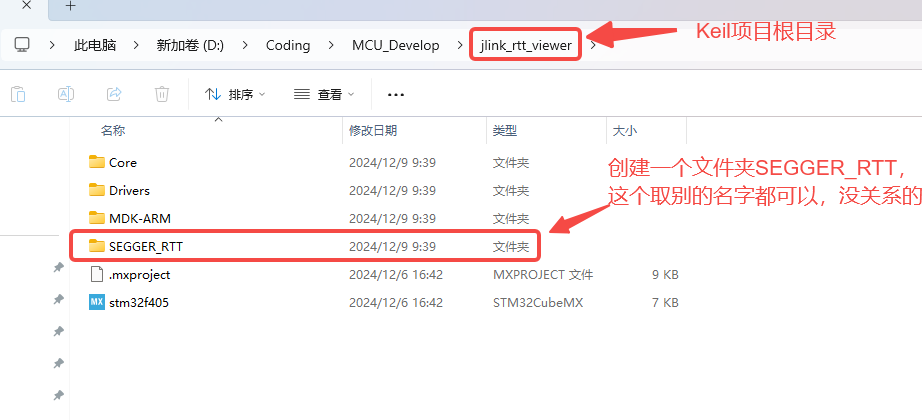 此电脑 新加卷 (D:) Coding MCU_Develop jlink_rtt_viewer
Keil项目根目录
排序 查看
名称 修改日期 类型 大小
Core 2024/12/9 9:39 文件夹
Drivers 2024/12/9 9:39 文件夹
MDK-ARM 2024/12/9 9:39 文件夹
SEGGER_RTT 2024/12/9 9:39 文件夹
.mxproject 2024/12/6 16:42 MXPROJECT 文件 9 KB
MX stm32f405 2024/12/6 16:42 STM32CubeMX 7 KB
创建一个文件夹SEGGER_RTT，
这个取别的名字都可以，没关系的